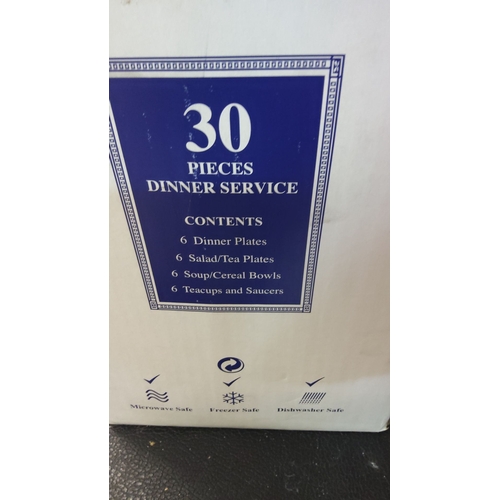 30
PIECES
DINNER SERVICE
CONTENTS
6 Dinner Plates
6 Salad/Tea Plates
6 Soup/Cereal Bowls
6 Teacups and Saucers
Microwave Safe Freezer Safe Dishwasher Safe